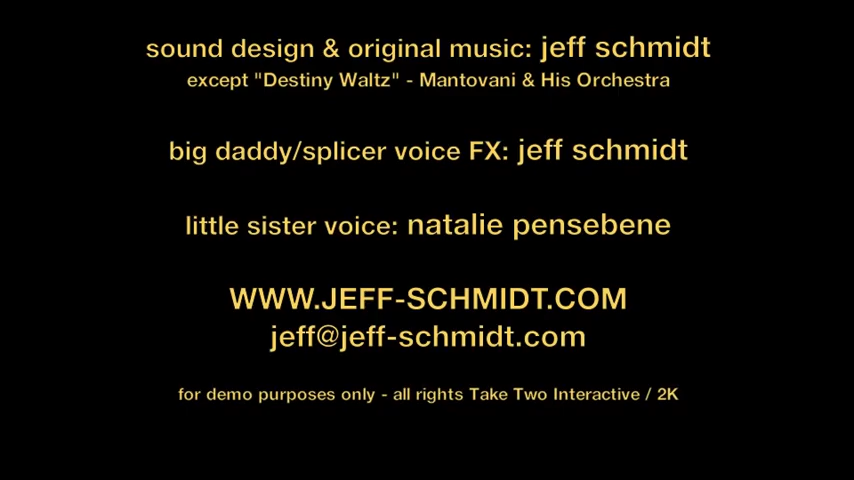 sound design & original music: jeff schmidt
except "Destiny Waltz" - Mantovani & His Orchestra
big daddy/splicer voice FX: jeff schmidt
little sister voice: natalie pensebene
WWW.JEFF-SCHMIDT.COM
jeff@jeff-schmidt.com
for demo purposes only - all rights Take Two Interactive / 2K